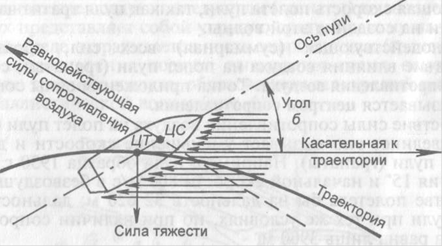 Ось пули
Равнодействующая
силы сопротивления
воздуха
ЦС
ЦТ
Угол
б
Касательная
траектории
Траектория
Сила тяжести